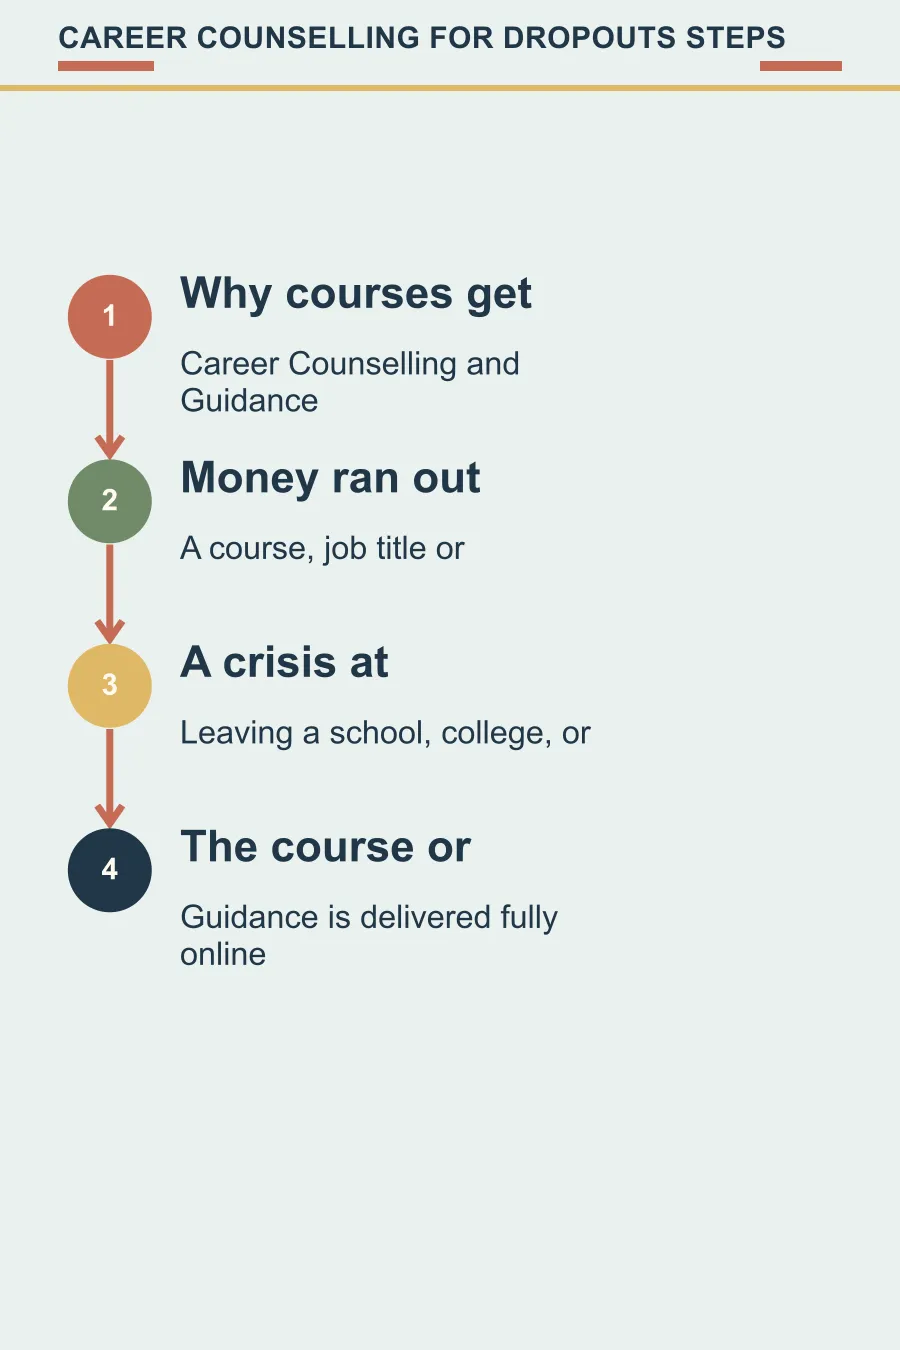 CAREER COUNSELLING FOR DROPOUTS STEPS
1
Why courses get
Career Counselling and
Guidance
2
Money ran out
A course, job title or
3
A crisis at
Leaving a school, college, or
4
The course or
Guidance is delivered fully
online